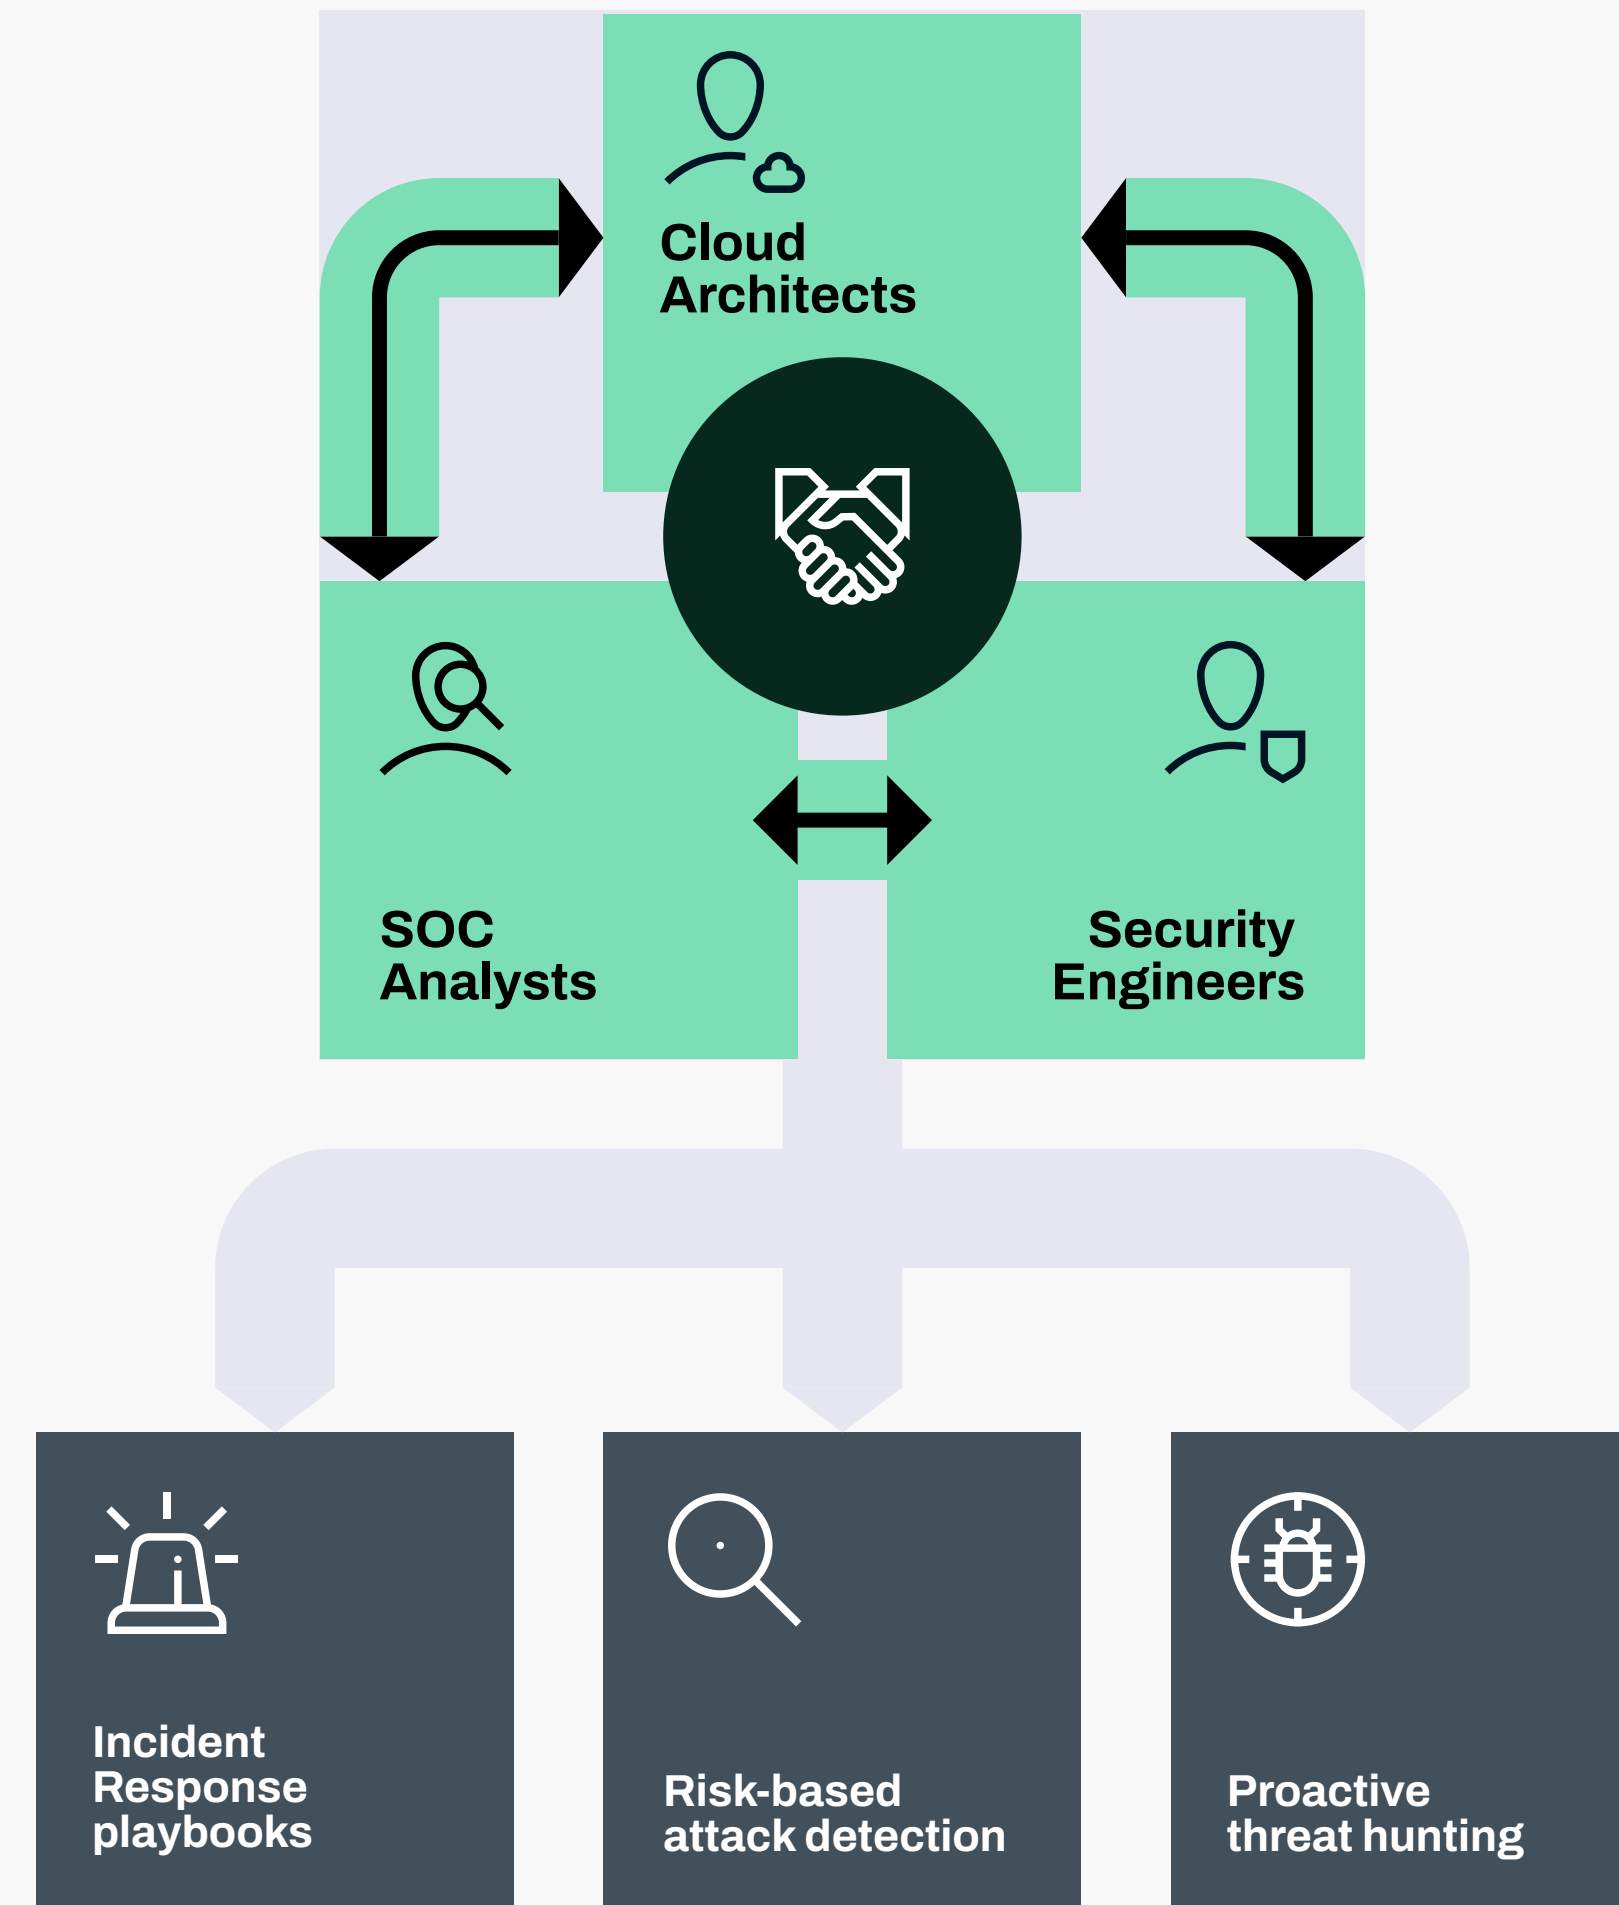 Cloud
Architects
SOC
Analysts
Security
Engineers
Incident
Response
playbooks
Risk-based
attack detection
Proactive
threat hunting